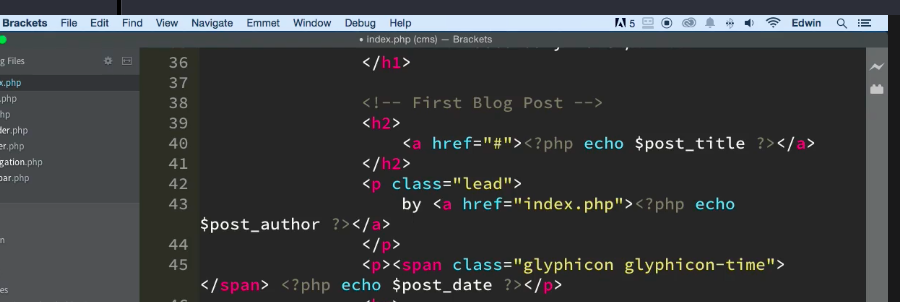 Brackets File Edit Find View Navigate Emmet Window Debug Help 5 Edwin
• index.php (cms) — Brackets
g Files
x.php
.php
hp
der.php
er.php
gation.php
bar.php
n
es
36 </h1>
37
38 <!-- First Blog Post -->
39 <h2>
40 <a href="#"><?php echo $post_title ?></a>
41 </h2>
42 <p class="lead">
43 by <a href="index.php"><?php echo
$post_author ?></a>
44 </p>
45 <p><span class="glyphicon glyphicon-time">
</span> <?php echo $post_date ?></p>